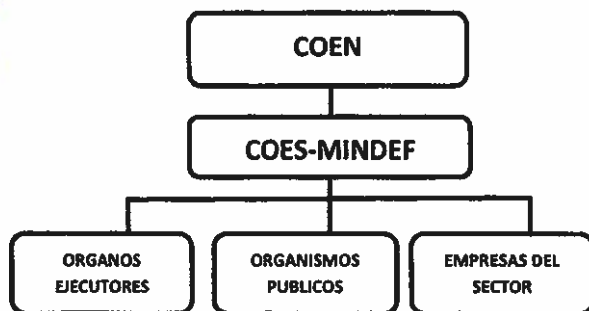 COEN
COES-MINDEF
ORGANOS
EJECUTORES
ORGANISMOS
PUBLICOS
EMPRESAS DEL
SECTOR